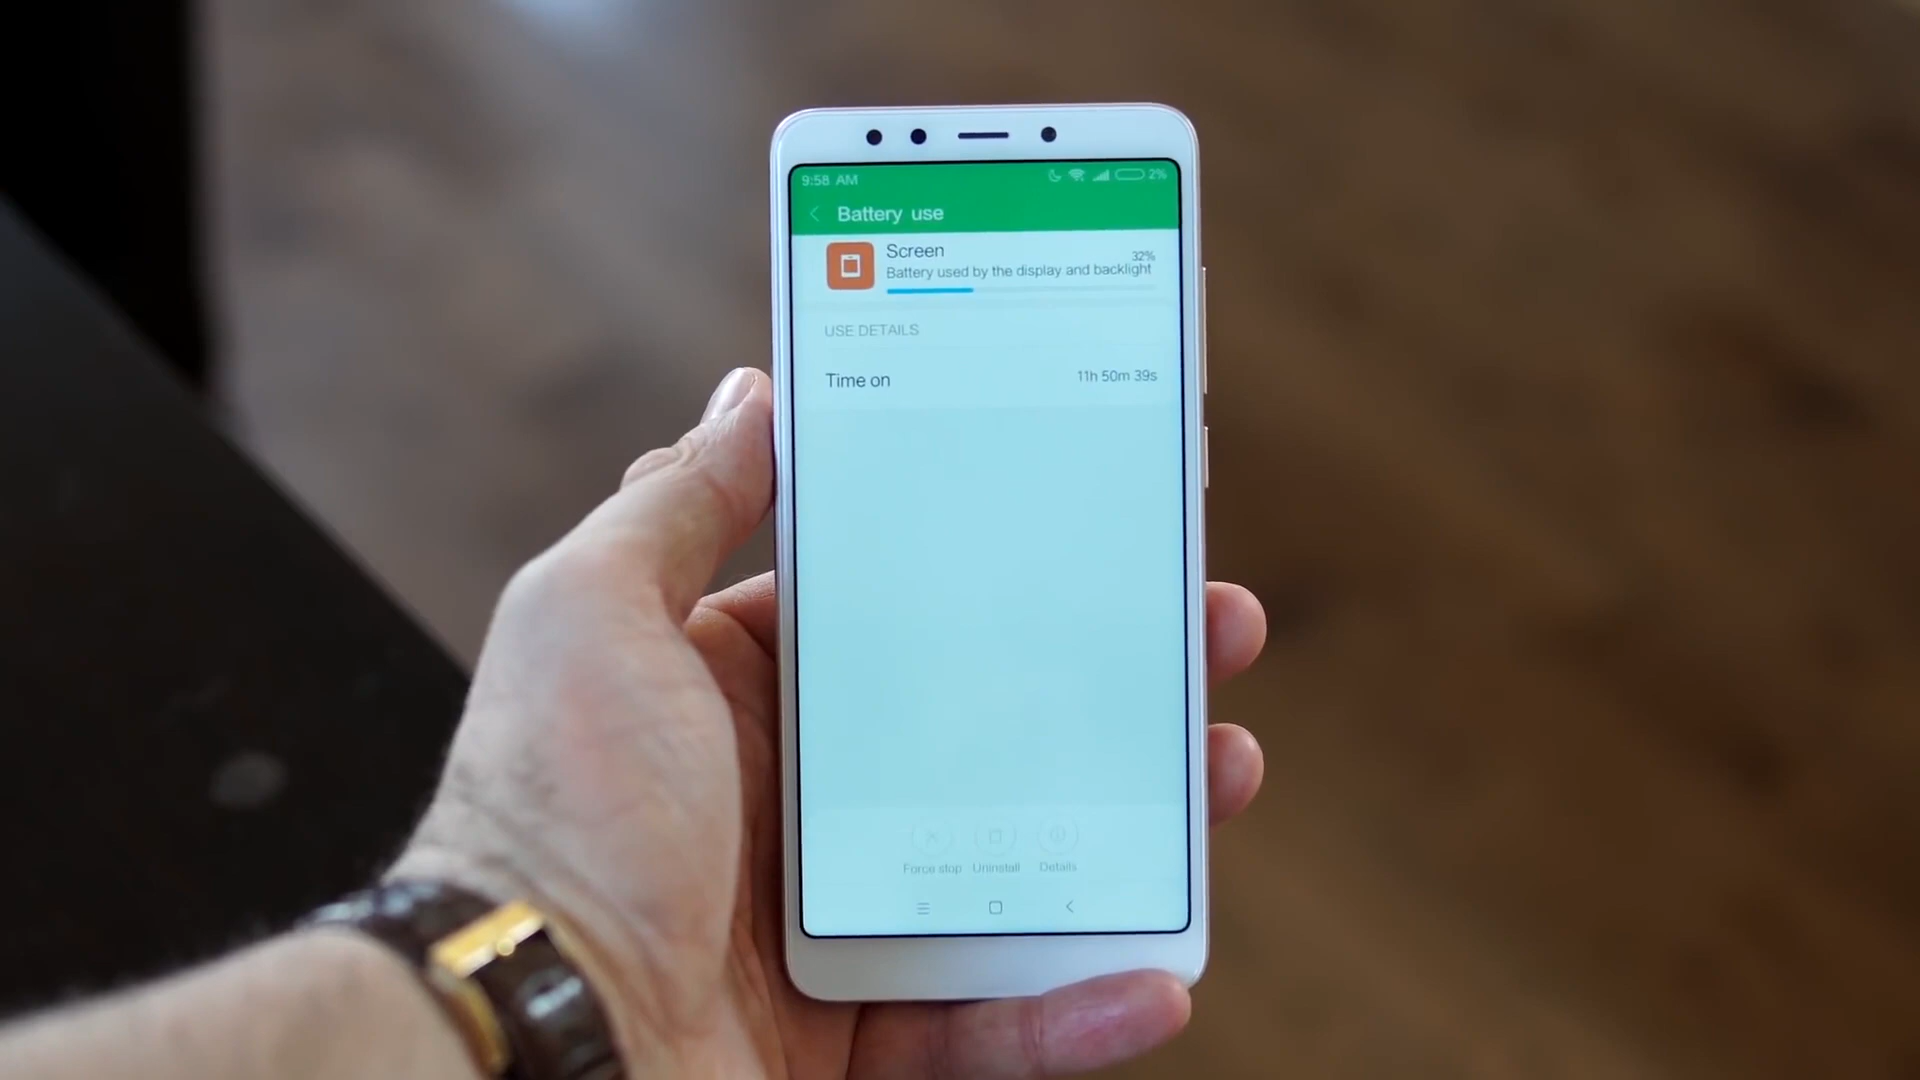 9:58 AM 2%
Battery use
Screen 32%
Battery used by the display and backlight
USE DETAILS
Time on 11h 50m 39s
Force stop Uninstall Details